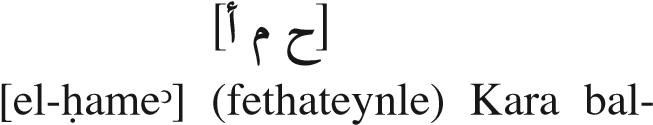 [ح م أ]
[el-ḥameʾ] (fethateynle) Kara bal-